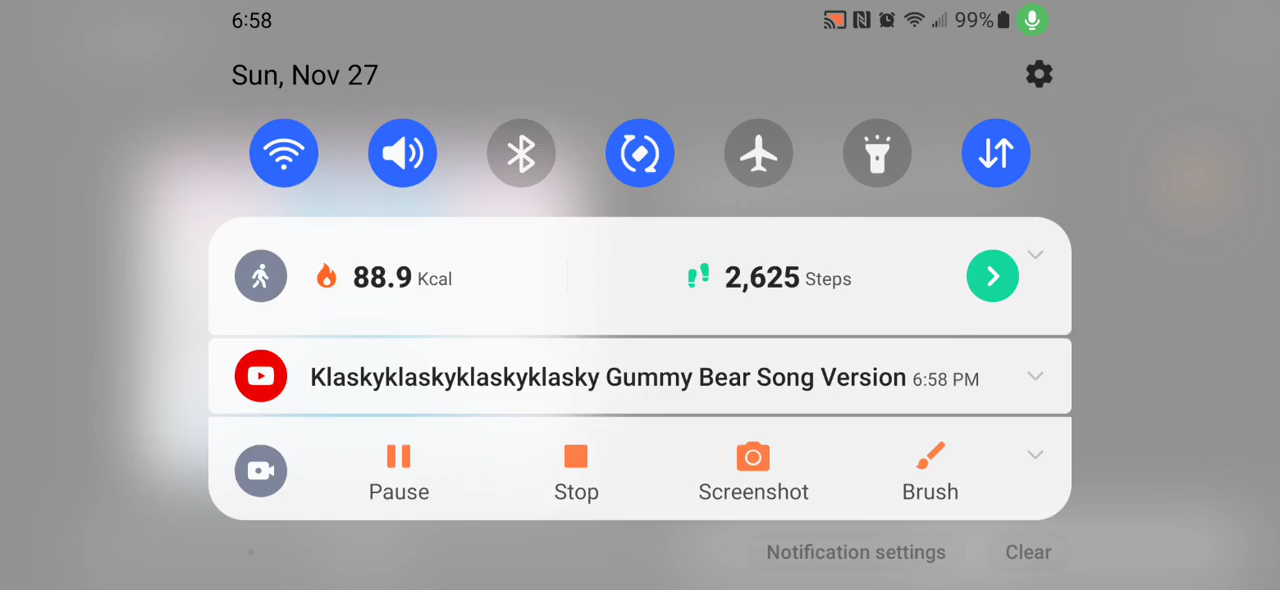 6:58 99%
Sun, Nov 27
88.9 Kcal 2,625 Steps
Klaskyklaskyklaskyklasky Gummy Bear Song Version 6:58 PM
Pause Stop Screenshot Brush
Notification settings Clear